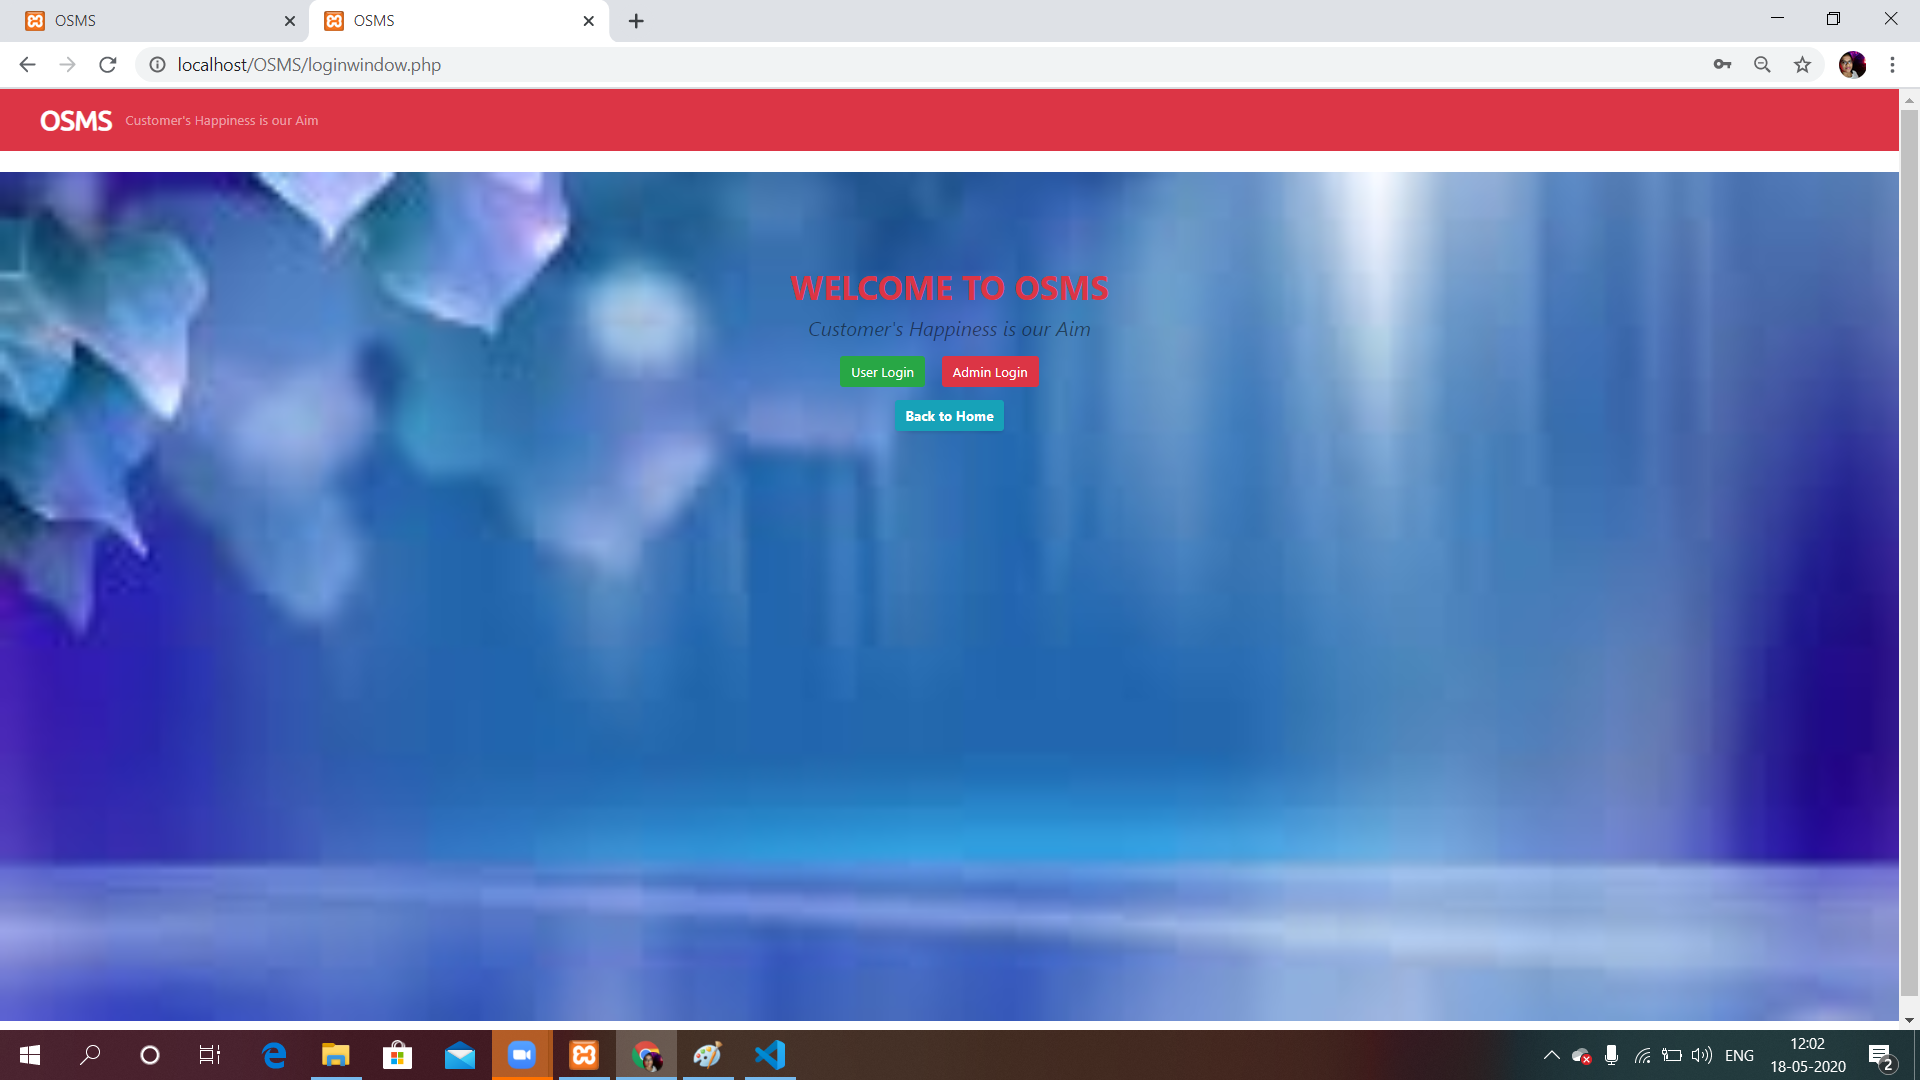 OSMS
OSMS
localhost/OSMS/loginwindow.php
OSMS Customer's Happiness is our Aim
WELCOME TO OSMS
Customer's Happiness is our Aim
User Login Admin Login
Back to Home
ENG
12:02
18-05-2020
2